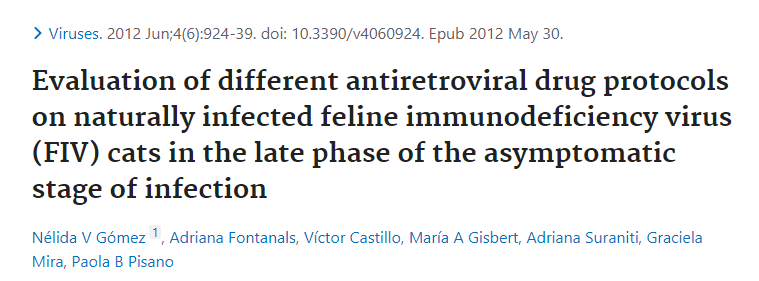 Viruses. 2012 Jun;4(6):924-39. doi: 10.3390/v4060924. Epub 2012 May 30.
Evaluation of different antiretroviral drug protocols
on naturally infected feline immunodeficiency virus
(FIV) cats in the late phase of the asymptomatic
stage of infection
Nélida V Gómez 1, Adriana Fontanals, Víctor Castillo, María A Gisbert, Adriana Suraniti, Graciela
Mira, Paola B Pisano